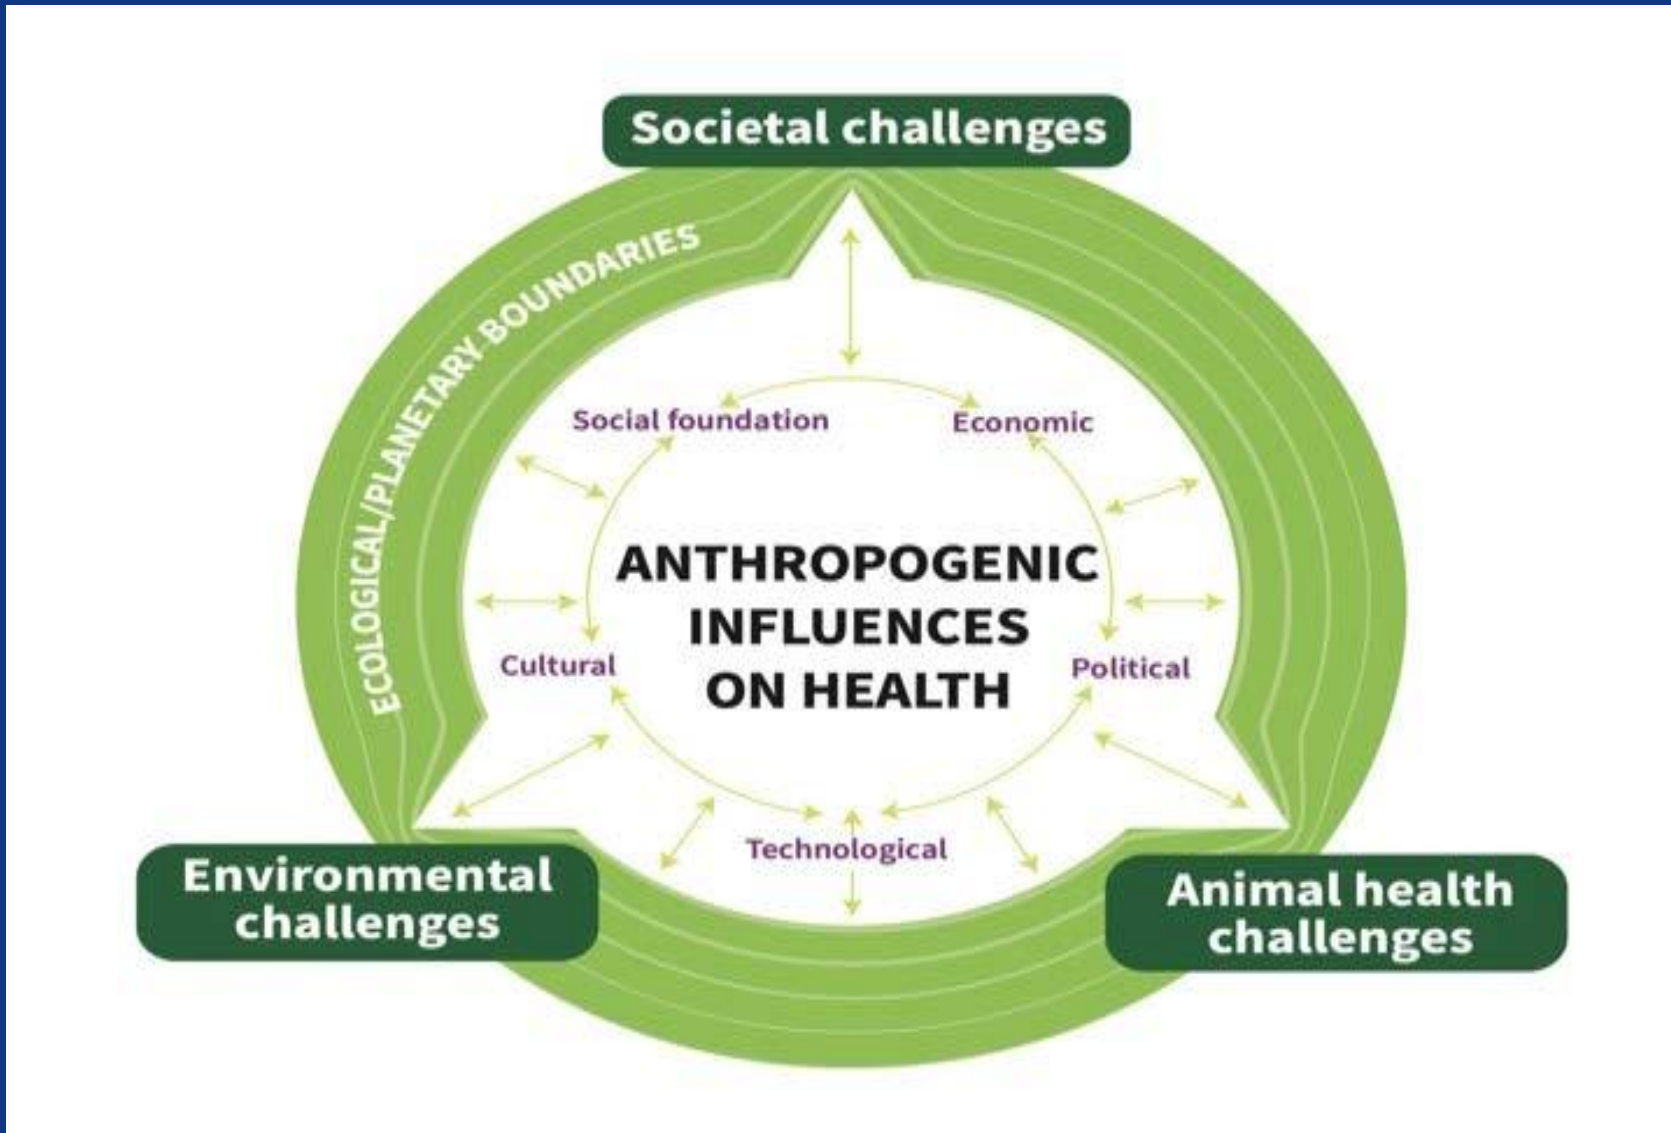 Societal challenges
ECOLOGICAL/PLANETARY BOUNDARIES
Social foundation
Economic
ANTHROPOGENIC
INFLUENCES
ON HEALTH
Cultural
Political
Technological
Environmental
challenges
Animal health
challenges